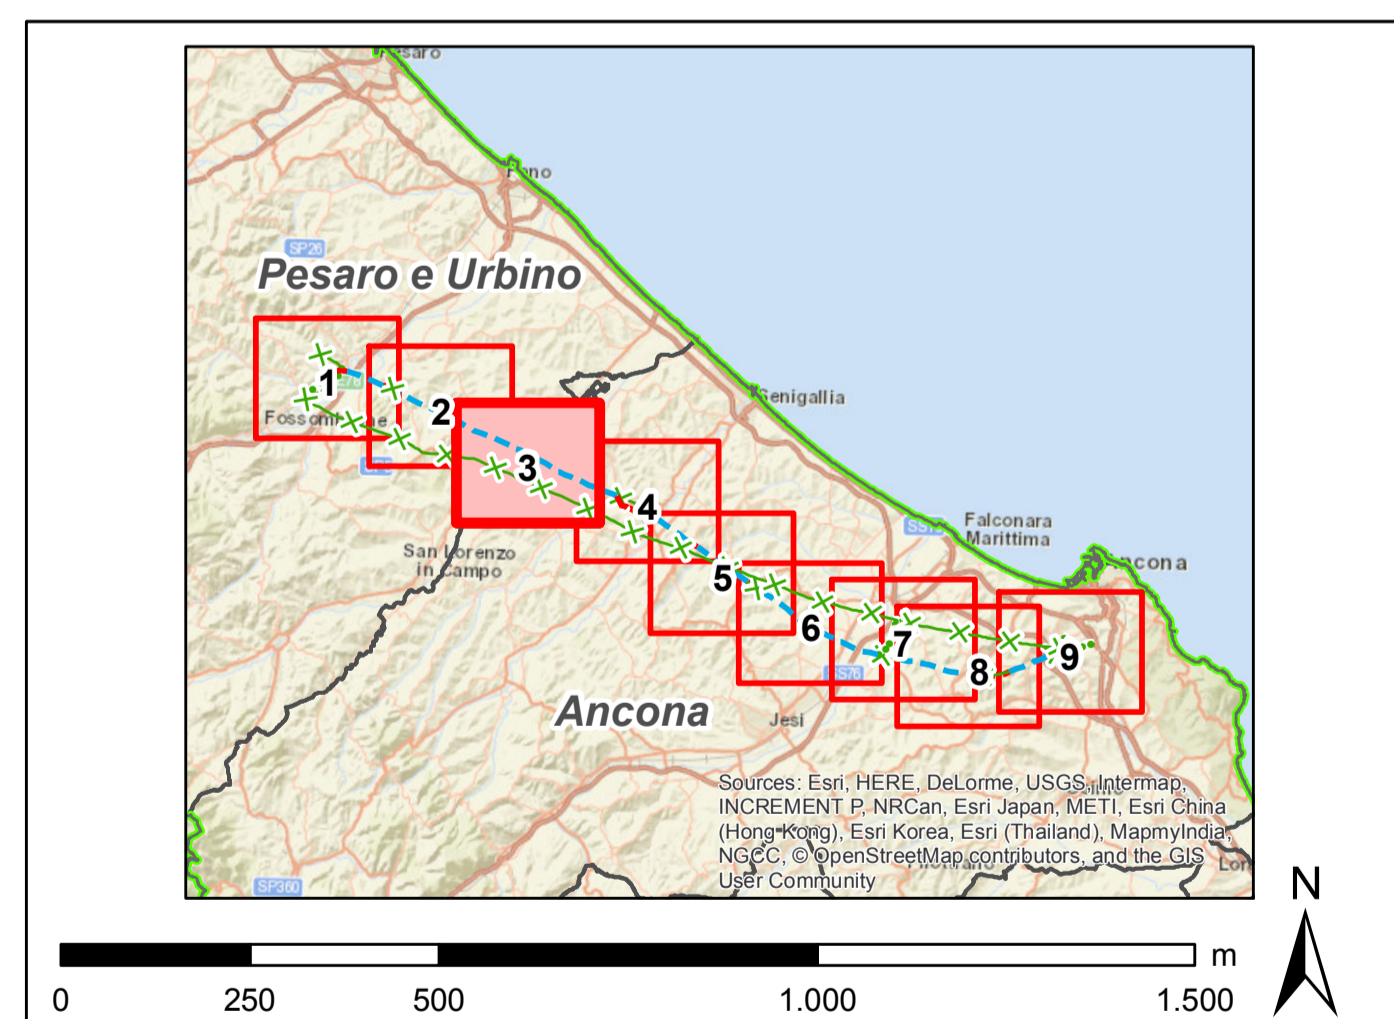 Fano
SP26
Pesaro e Urbino
1
2
Senigallia
3
4
Falconara
Marittima
San Lorenzo
in Campo
5
6
7
SS76
8
9
Ancona
Jesi
Sources: Esri, HERE, DeLorme, USGS, Intermap,
INCREMENT P, NRCan, Esri Japan, METI, Esri China
(Hong Kong), Esri Korea, Esri (Thailand), MapmyIndia,
NGCC, © OpenStreetMap contributors, and the GIS
User Community
SP360
N
m
0 250 500 1.000 1.500